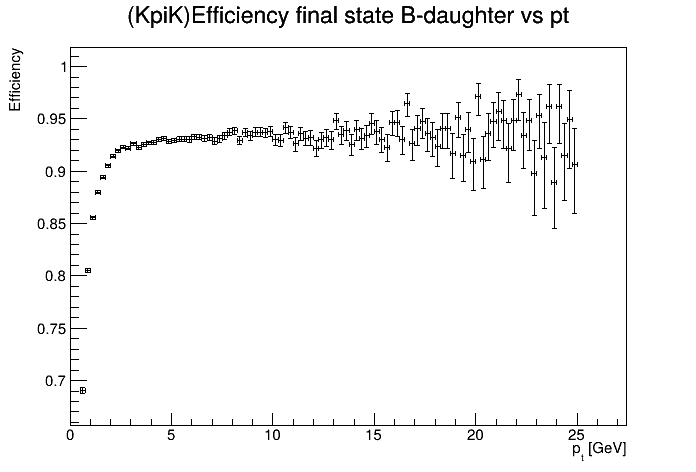 (KpiK)Efficiency final state B-daughter vs pt
Efficiency
1
0.95
0.9
0.85
0.8
0.75
0.7
0 5 10 15 20 25
p_t [GeV]